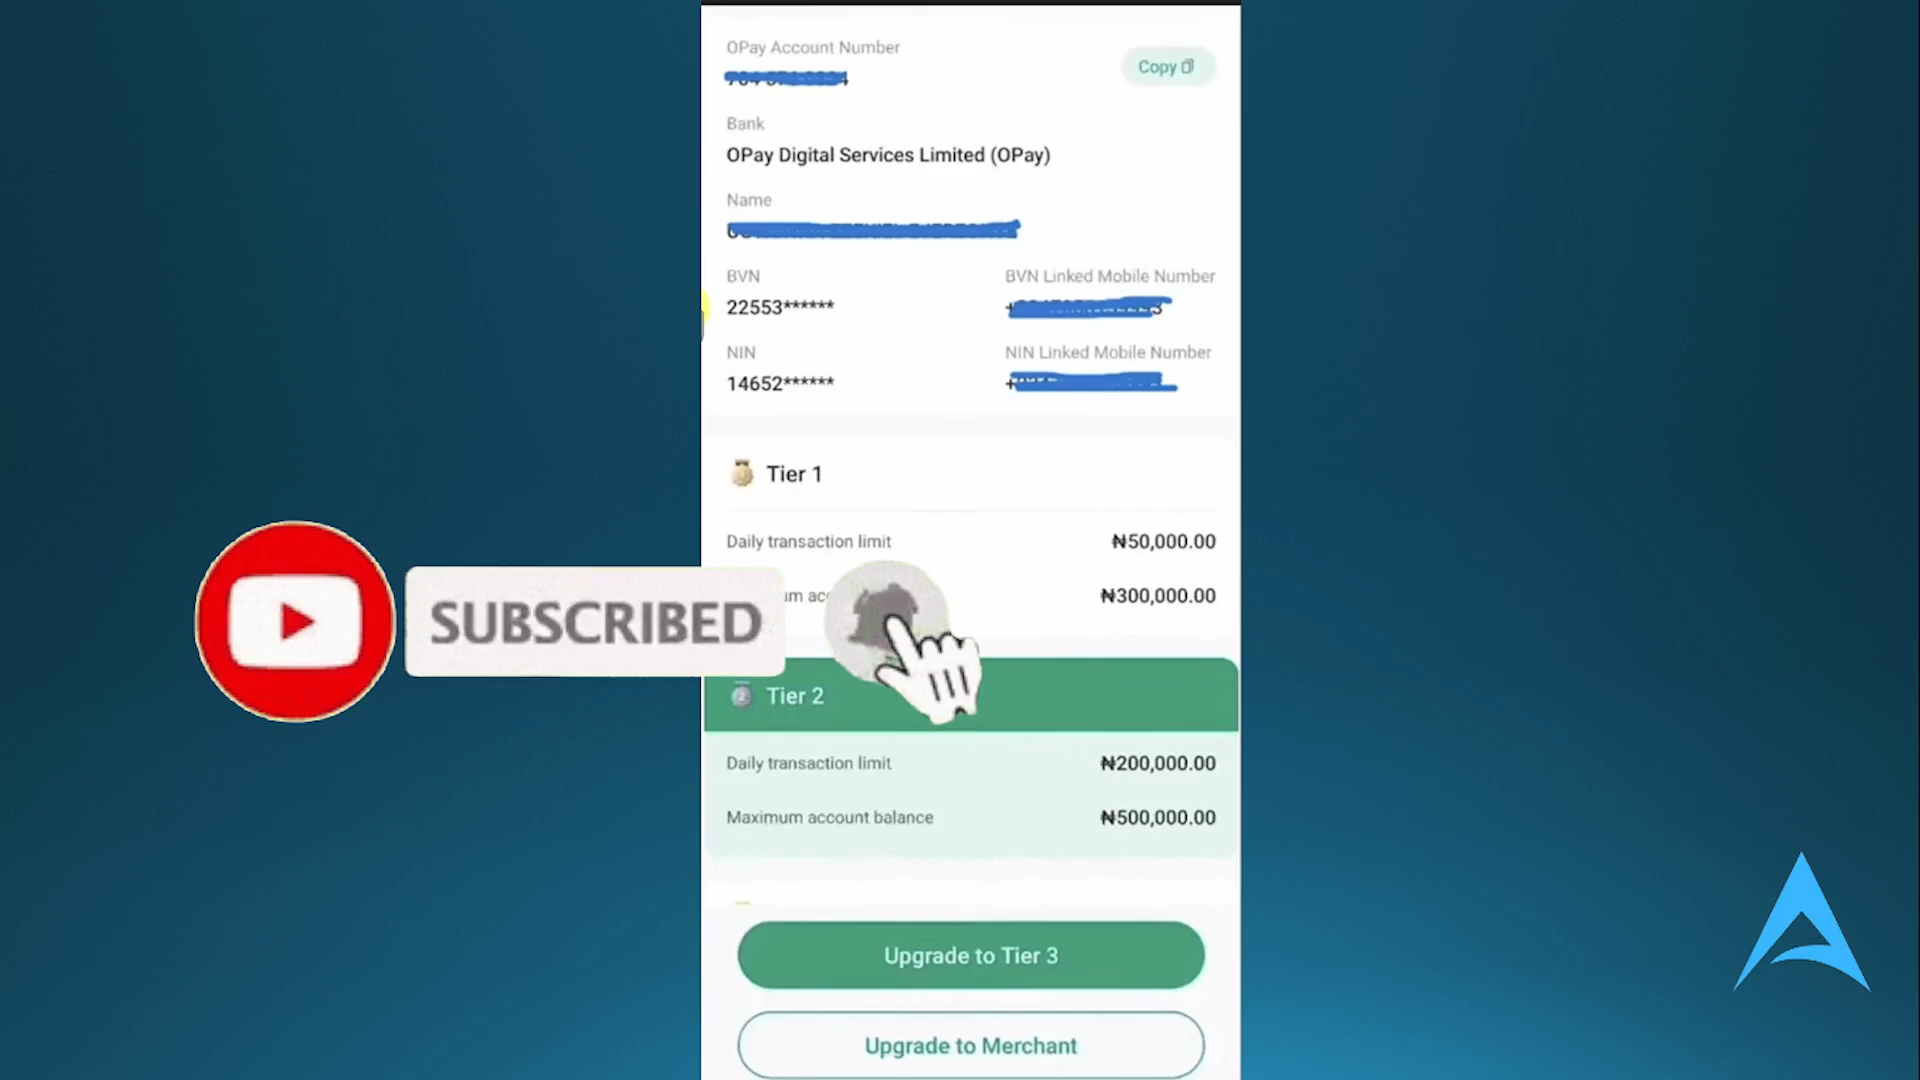 OPay Account Number
Copy
Bank
OPay Digital Services Limited (OPay)
Name
BVN
BVN Linked Mobile Number
22553******
NIN
NIN Linked Mobile Number
14652******
Tier 1
Daily transaction limit
₦50,000.00
₦300,000.00
SUBSCRIBED
Tier 2
Daily transaction limit
₦200,000.00
Maximum account balance
₦500,000.00
Upgrade to Tier 3
Upgrade to Merchant